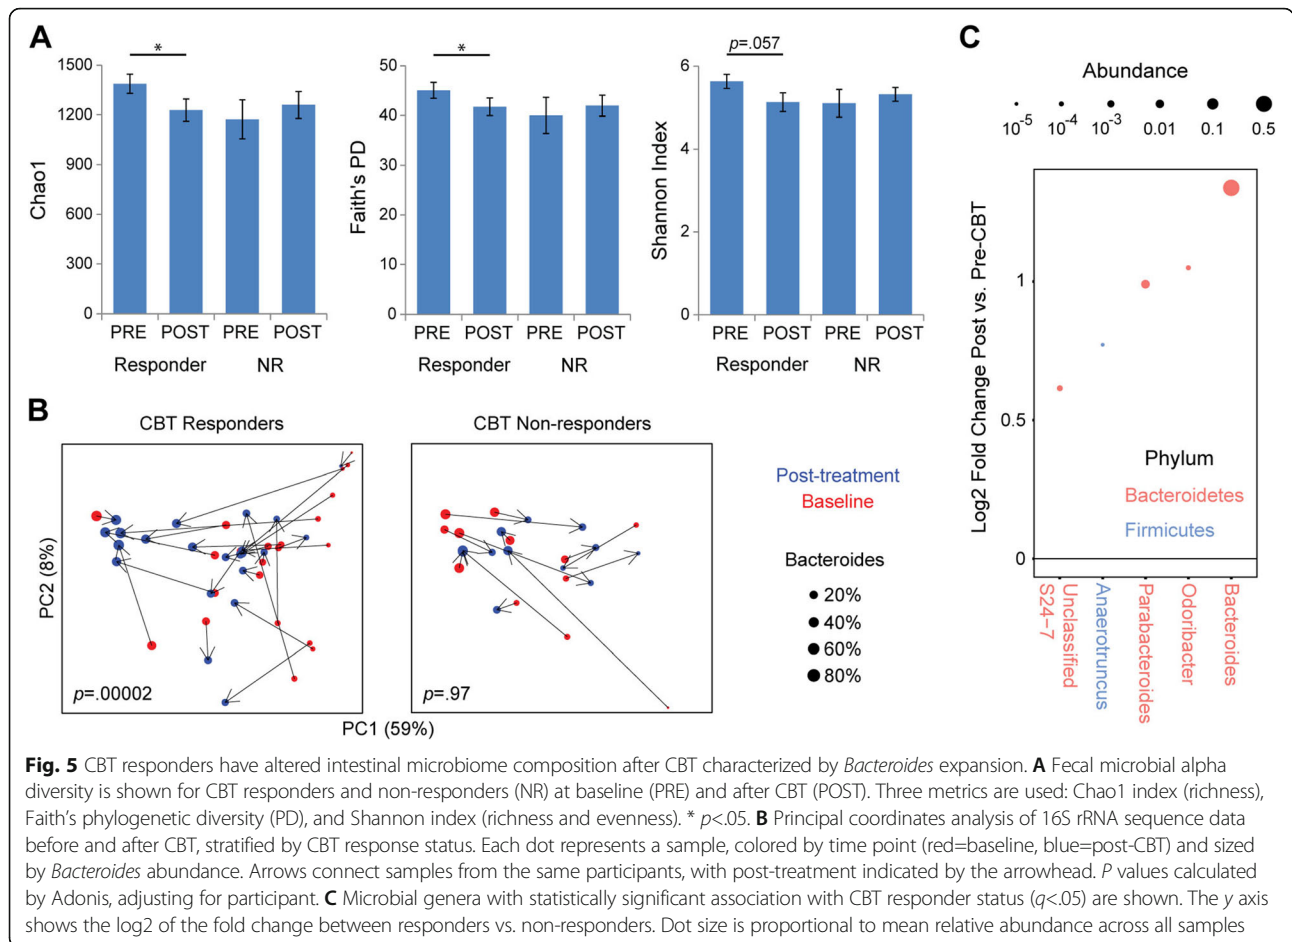 A
*
1500
1200
900
600
300
0
Chao1
PRE POST PRE POST
Responder NR
*
50
40
30
20
10
0
Faith's PD
PRE POST PRE POST
Responder NR
p=.057
6
4
2
0
Shannon Index
PRE POST PRE POST
Responder NR
B
CBT Responders
p=.00002
CBT Non-responders
p=.97
PC2 (8%)
PC1 (59%)
Post-treatment
Baseline
Bacteroides
20%
40%
60%
80%
C
Abundance
10-5 10-4 10-3 0.01 0.1 0.5
Log2 Fold Change Post vs. Pre-CBT
1
0.5
0
Phylum
Bacteroidetes
Firmicutes
Unclassified
S24-7
Anaerotruncus
Parabacteroides
Odoribacter
Bacteroides
Fig. 5 CBT responders have altered intestinal microbiome composition after CBT characterized by Bacteroides expansion. A Fecal microbial alpha
diversity is shown for CBT responders and non-responders (NR) at baseline (PRE) and after CBT (POST). Three metrics are used: Chao1 index (richness),
Faith's phylogenetic diversity (PD), and Shannon index (richness and evenness). * p<.05. B Principal coordinates analysis of 16S rRNA sequence data
before and after CBT, stratified by CBT response status. Each dot represents a sample, colored by time point (red=baseline, blue=post-CBT) and sized
by Bacteroides abundance. Arrows connect samples from the same participants, with post-treatment indicated by the arrowhead. P values calculated
by Adonis, adjusting for participant. C Microbial genera with statistically significant association with CBT responder status (q<.05) are shown. The y axis
shows the log2 of the fold change between responders vs. non-responders. Dot size is proportional to mean relative abundance across all samples